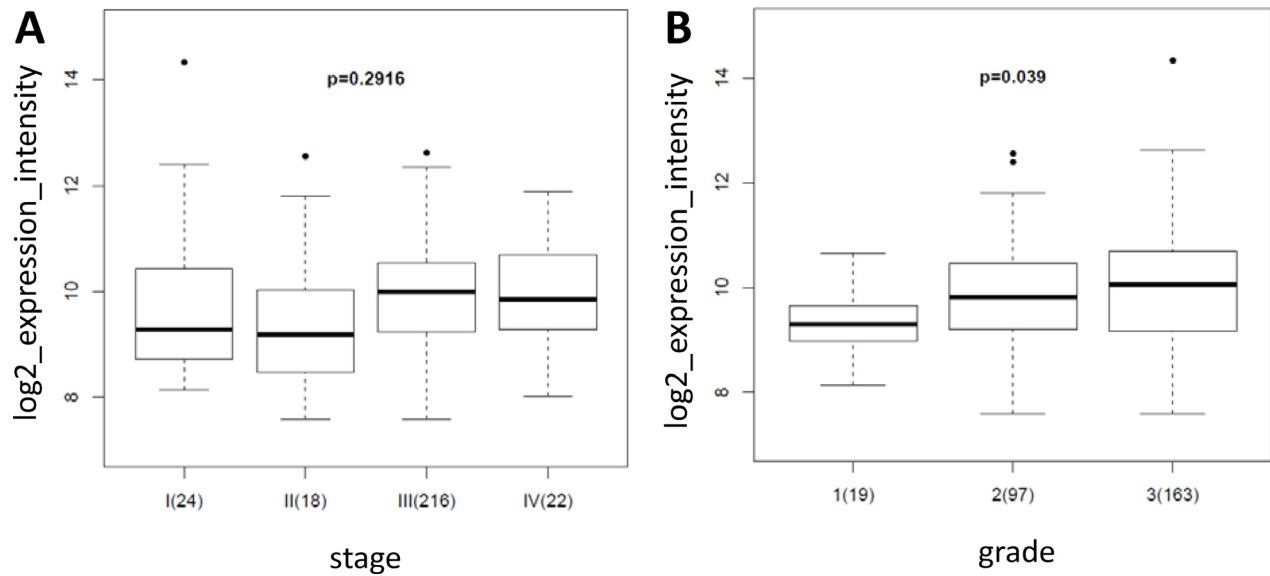 A
log2_expression_intensity
14
12
10
8
p=0.2916
I(24) II(18) III(216) IV(22)
stage
B
log2_expression_intensity
14
12
10
8
p=0.039
1(19) 2(97) 3(163)
grade